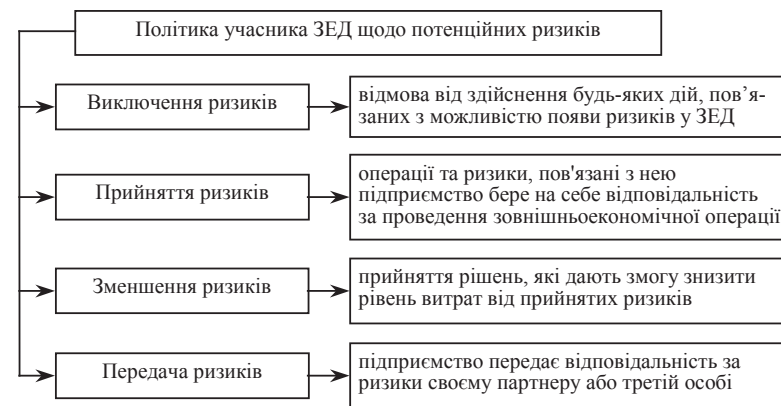 Політика учасника ЗЕД щодо потенційних ризиків
Виключення ризиків
відмова від здійснення будь-яких дій, пов’я-
заних з можливістю появи ризиків у ЗЕД
Прийняття ризиків
операції та ризики, пов'язані з нею
підприємство бере на себе відповідальність
за проведення зовнішньоекономічної операції
Зменшення ризиків
прийняття рішень, які дають змогу знизити
рівень витрат від прийнятих ризиків
Передача ризиків
підприємство передає відповідальність за
ризики своєму партнеру або третій особі